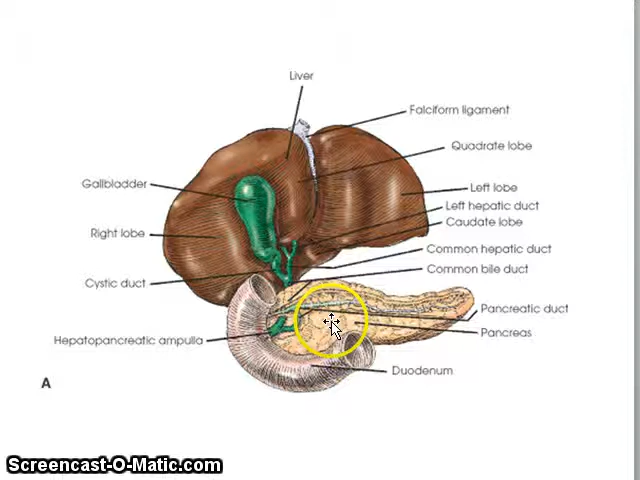 Liver
Falciform ligament
Quadrate lobe
Gallbladder
Left lobe
Left hepatic duct
Caudate lobe
Right lobe
Common hepatic duct
Common bile duct
Cystic duct
Pancreatic duct
Pancreas
Hepatopancreatic ampulla
Duodenum
A
Screencast-O-Matic.com